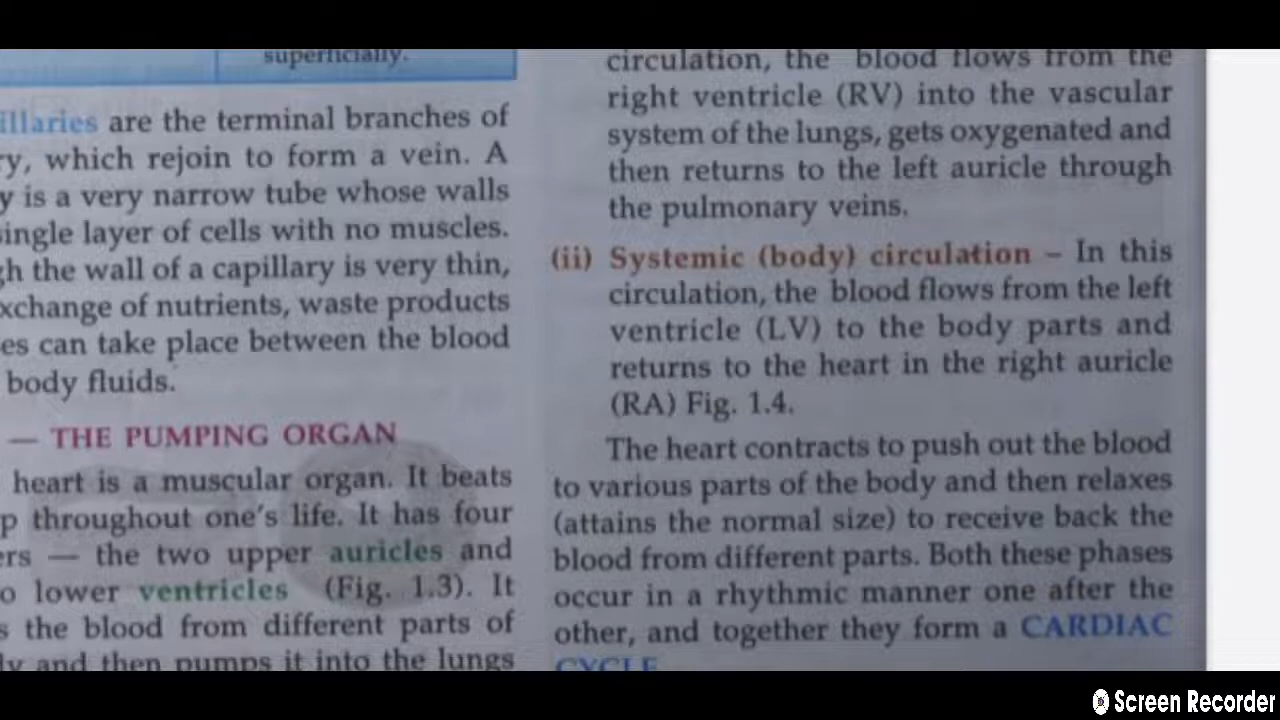 superficially.
illaries are the terminal branches of
ry, which rejoin to form a vein. A
y is a very narrow tube whose walls
single layer of cells with no muscles.
gh the wall of a capillary is very thin,
xchange of nutrients, waste products
es can take place between the blood
body fluids.
— THE PUMPING ORGAN
heart is a muscular organ. It beats
p throughout one's life. It has four
ers — the two upper auricles and
o lower ventricles (Fig. 1.3). It
s the blood from different parts of
ly and then pumps it into the lungs
circulation, the blood flows from the
right ventricle (RV) into the vascular
system of the lungs, gets oxygenated and
then returns to the left auricle through
the pulmonary veins.
(ii) Systemic (body) circulation – In this
circulation, the blood flows from the left
ventricle (LV) to the body parts and
returns to the heart in the right auricle
(RA) Fig. 1.4.
The heart contracts to push out the blood
to various parts of the body and then relaxes
(attains the normal size) to receive back the
blood from different parts. Both these phases
occur in a rhythmic manner one after the
other, and together they form a CARDIAC
CYCLE
Screen Recorder